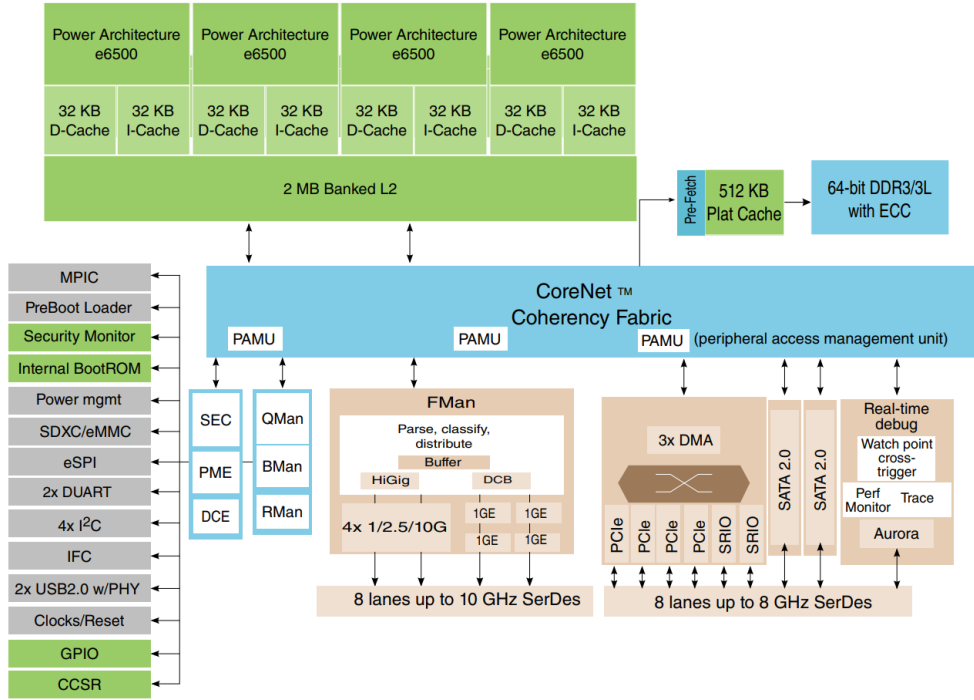 Power Architecture
e6500
Power Architecture
e6500
Power Architecture
e6500
Power Architecture
e6500
32 KB
D-Cache
32 KB
I-Cache
32 KB
D-Cache
32 KB
I-Cache
32 KB
D-Cache
32 KB
I-Cache
32 KB
D-Cache
32 KB
I-Cache
2 MB Banked L2
Pre-Fetch
512 KB
Plat Cache
64-bit DDR3/3L
with ECC
CoreNet TM
Coherency Fabric
PAMU
PAMU
PAMU
(peripheral access management unit)
MPIC
PreBoot Loader
Security Monitor
Internal BootROM
Power mgmt
SDXC/eMMC
eSPI
2x DUART
4x I²C
IFC
2x USB2.0 w/PHY
Clocks/Reset
GPIO
CCSR
SEC
PME
DCE
QMan
BMan
RMan
FMan
Parse, classify,
distribute
Buffer
HiGig
DCB
4x 1/2.5/10G
1GE
1GE
1GE
1GE
8 lanes up to 10 GHz SerDes
3x DMA
PCIe
PCIe
PCIe
PCIe
SRIO
SRIO
SATA 2.0
SATA 2.0
Real-time
debug
Watch point
cross-
trigger
Perf
Monitor
Trace
Aurora
8 lanes up to 8 GHz SerDes